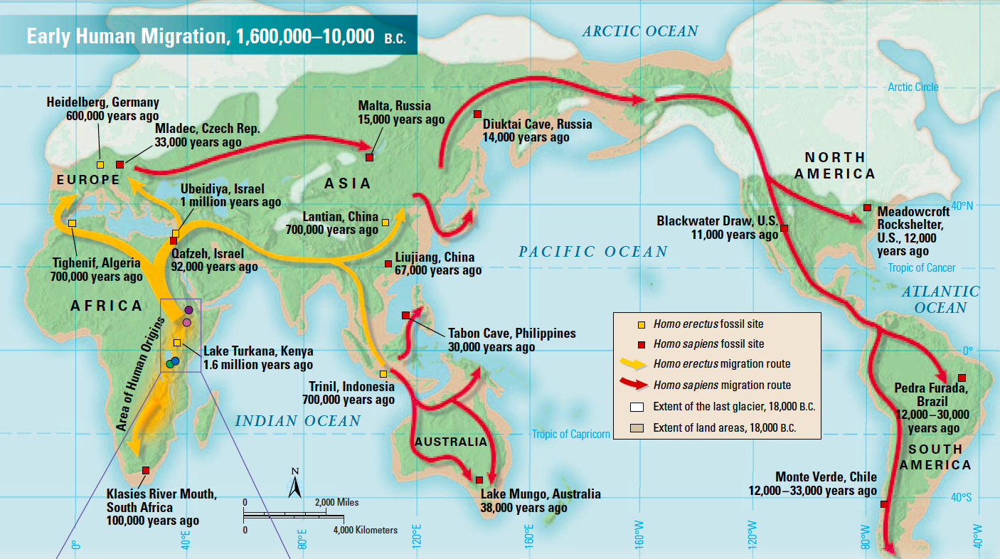 Early Human Migration, 1,600,000–10,000 B.C.
ARCTIC OCEAN
Arctic Circle
Heidelberg, Germany
600,000 years ago
Mladec, Czech Rep.
33,000 years ago
Malta, Russia
15,000 years ago
Diuktai Cave, Russia
14,000 years ago
NORTH
AMERICA
EUROPE
ASIA
Ubeidiya, Israel
1 million years ago
Lantian, China
700,000 years ago
Blackwater Draw, U.S.
11,000 years ago
40°N
Meadowcroft
Rockshelter,
U.S., 12,000
years ago
PACIFIC OCEAN
Qafzeh, Israel
92,000 years ago
Tighenif, Algeria
700,000 years ago
Liujiang, China
67,000 years ago
Tropic of Cancer
ATLANTIC
OCEAN
AFRICA
Area of Human Origins
Lake Turkana, Kenya
1.6 million years ago
Tabon Cave, Philippines
30,000 years ago
Trinil, Indonesia
700,000 years ago
Homo erectus fossil site
Homo sapiens fossil site
Homo erectus migration route
Homo sapiens migration route
Extent of the last glacier, 18,000 B.C.
Extent of land areas, 18,000 B.C.
0°
Pedra Furada,
Brazil
12,000–30,000
years ago
INDIAN OCEAN
Tropic of Capricorn
AUSTRALIA
SOUTH
AMERICA
Klasies River Mouth,
South Africa
100,000 years ago
Lake Mungo, Australia
38,000 years ago
Monte Verde, Chile
12,000–33,000 years ago
40°S
N
0 2,000 Miles
0 4,000 Kilometers
0°
40°E
80°E
120°E
160°E
160°W
120°W
80°W
40°W